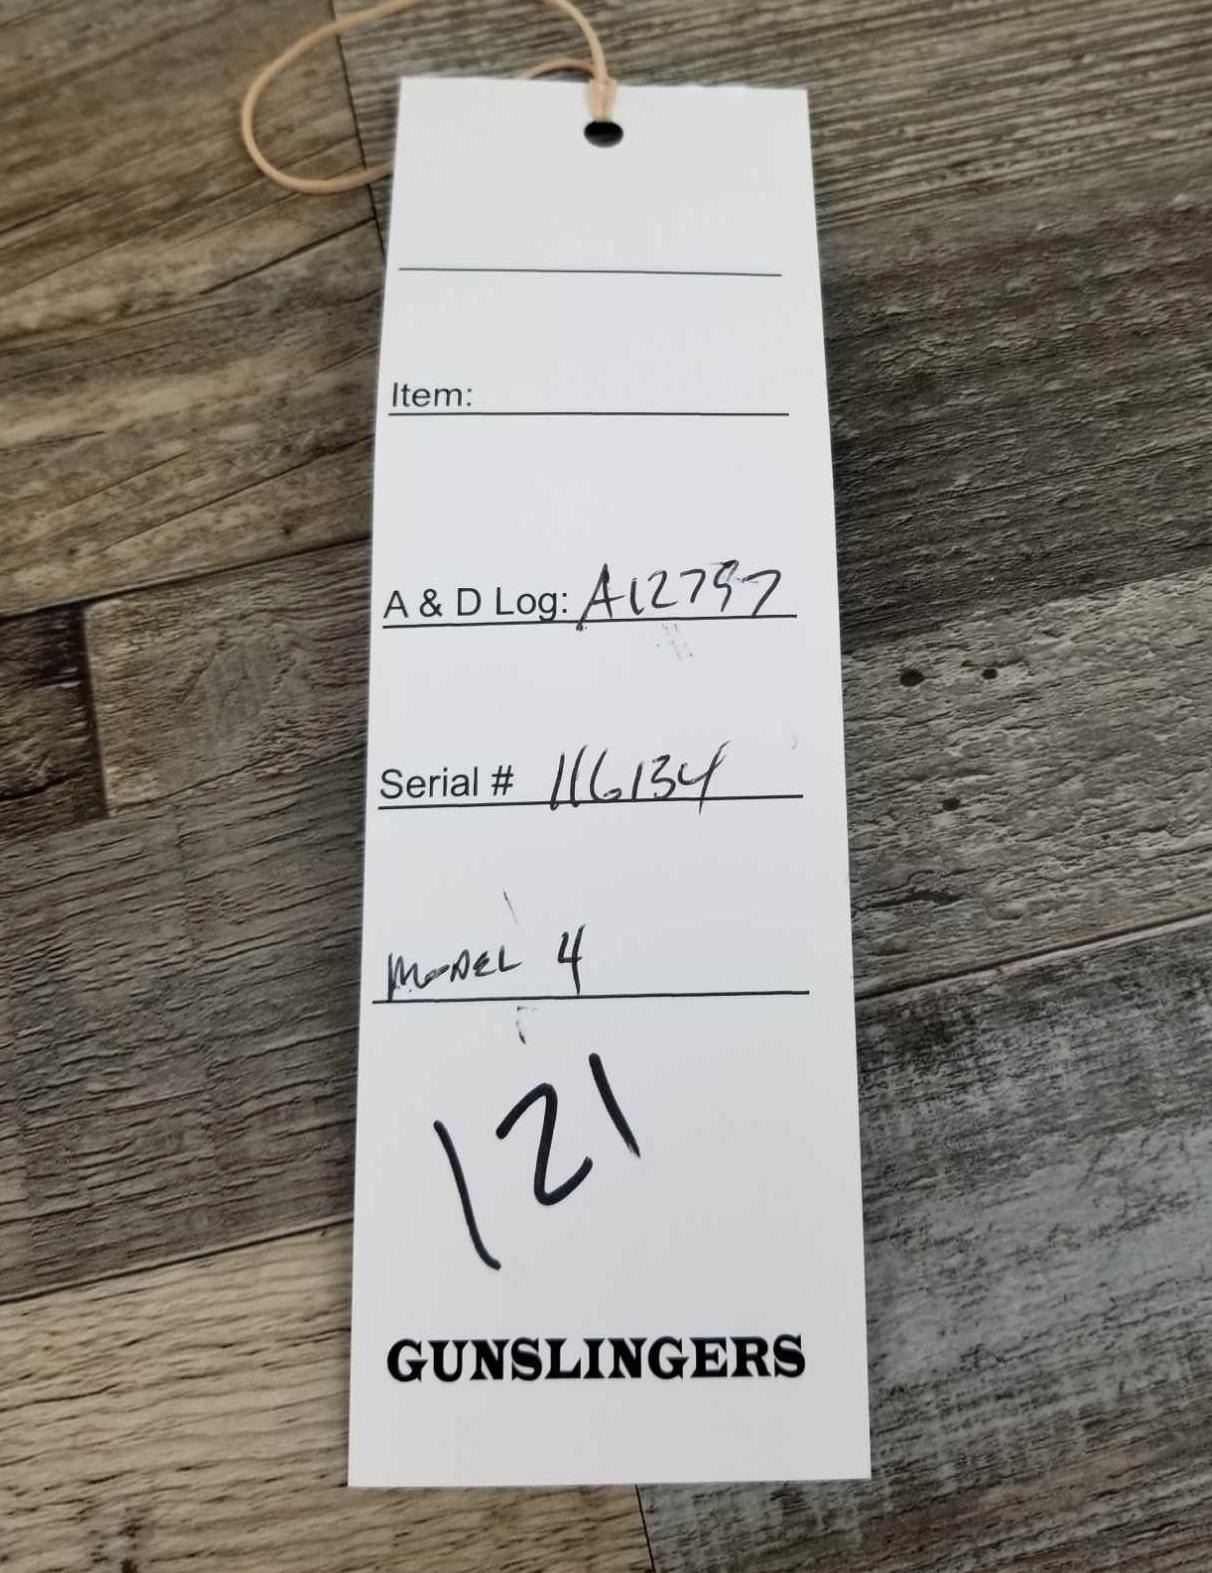 Item:
A & D Log: A12797
Serial # 116134
MODEL 4
121
GUNSLINGERS